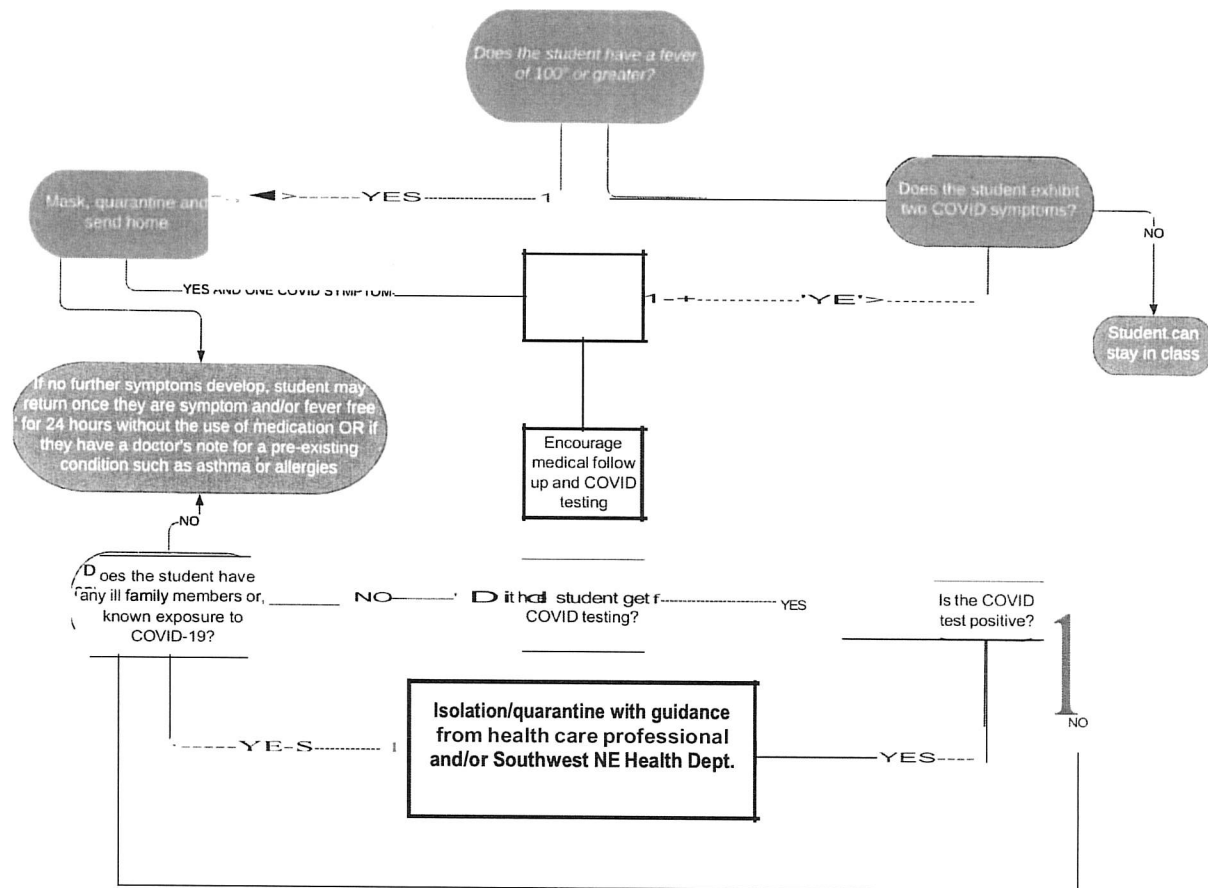 Does the student have a fever
of 100° or greater?
Mask, quarantine and
send home
YES
1
Does the student exhibit
two COVID symptoms?
NO
YES AND ONE COVID SYMPTOM
1-+
'YE'>
Student can
stay in class
If no further symptoms develop, student may
return once they are symptom and/or fever free
for 24 hours without the use of medication OR if
they have a doctor's note for a pre-existing
condition such as asthma or allergies
Encourage
medical follow
up and COVID
testing
NO
Does the student have
any ill family members or
known exposure to
COVID-19?
NO
student get
COVID testing?
YES
Is the COVID
test positive?
1
NO
YE-S
Isolation/quarantine with guidance
from health care professional
and/or Southwest NE Health Dept.
YES